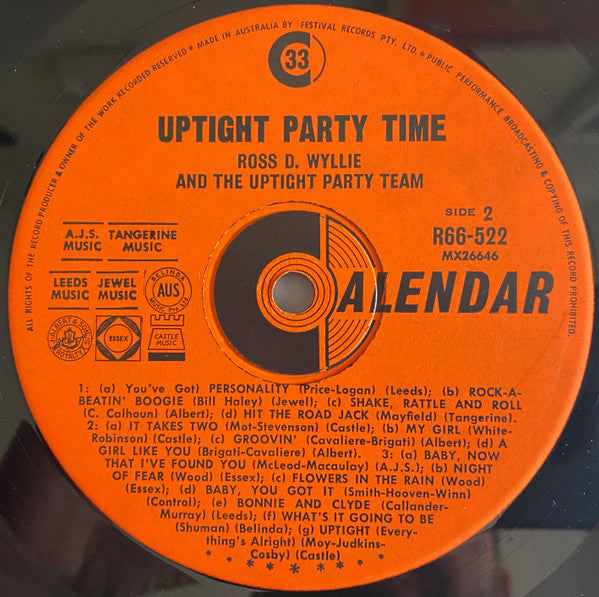 MADE IN AUSTRALIA BY FESTIVAL RECORDS PTY. LTD. * PUBLIC PERFORMANCE BROADCASTING & COPYING OF THIS RECORD PROHIBITED.
ALL RIGHTS OF THE RECORD PRODUCER & OWNER OF THE WORK RECORDED RESERVED *
33
UPTIGHT PARTY TIME
ROSS D. WYLLIE
AND THE UPTIGHT PARTY TEAM
A.J.S. MUSIC
TANGERINE MUSIC
LEEDS MUSIC
JEWEL MUSIC
BELINDA
AUS
MUSIC Pty. Ltd.
J. ALBERT & SON
ROYALTY
ESSEX
CASTLE MUSIC
SIDE 2
R66-522
MX26646
CALENDAR
1: (a) You've Got) PERSONALITY (Price-Logan) (Leeds); (b) ROCK-A-
BEATIN' BOOGIE (Bill Haley) (Jewel); (c) SHAKE, RATTLE AND ROLL
(C. Calhoun) (Albert); (d) HIT THE ROAD JACK (Mayfield) (Tangerine).
2: (a) IT TAKES TWO (Mot-Stevenson) (Castle); (b) MY GIRL (White-
Robinson) (Castle); (c) GROOVIN' (Cavaliere-Brigati) (Albert); (d) A
GIRL LIKE YOU (Brigati-Cavaliere) (Albert). 3: (a) BABY, NOW
THAT I'VE FOUND YOU (McLeod-Macaulay) (A.J.S.); (b) NIGHT
OF FEAR (Wood) (Essex); (c) FLOWERS IN THE RAIN (Wood)
(Essex); (d) BABY, YOU GOT IT (Smith-Hooven-Winn)
(Control); (e) BONNIE AND CLYDE (Callander-
Murray) (Leeds); (f) WHAT'S IT GOING TO BE
(Shuman) (Belinda); (g) UPTIGHT (Every-
thing's Alright) (Moy-Judkins-
Cosby) (Castle)